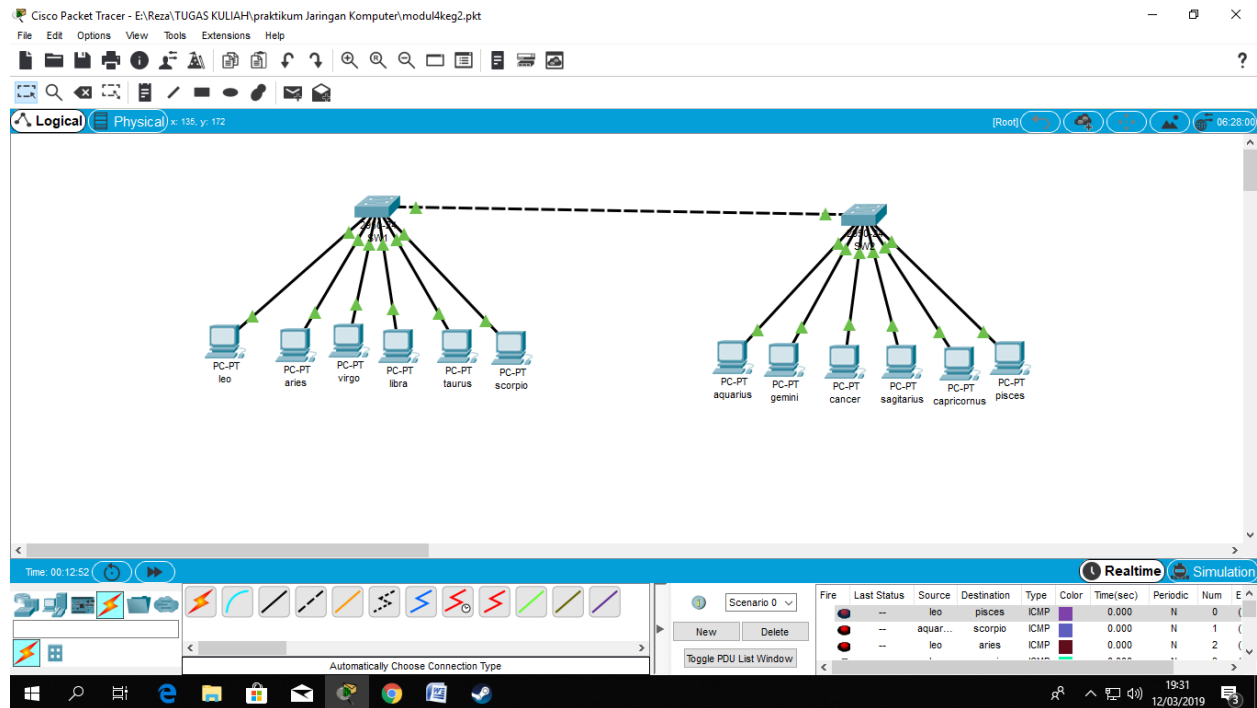 Cisco Packet Tracer - E:\Reza\TUGAS KULIAH\praktikum Jaringan Komputer\modul4keg2.pkt
File Edit Options View Tools Extensions Help
?
Logical Physical x: 135, y: 172 [Root] 06:28:00
SW1
SW2
PC-PT
leo
PC-PT
aries
PC-PT
virgo
PC-PT
libra
PC-PT
taurus
PC-PT
scorpio
PC-PT
aquarius
PC-PT
gemini
PC-PT
cancer
PC-PT
sagitarius
PC-PT
capricornus
PC-PT
pisces
Time: 00:12:52 Realtime Simulation
Automatically Choose Connection Type
Scenario 0
New Delete
Toggle PDU List Window
Fire Last Status Source Destination Type Color Time(sec) Periodic Num E
-- leo pisces ICMP 0.000 N 0 (
-- aquar... scorpio ICMP 0.000 N 1 (
-- leo aries ICMP 0.000 N 2 (
19:31
12/03/2019
3